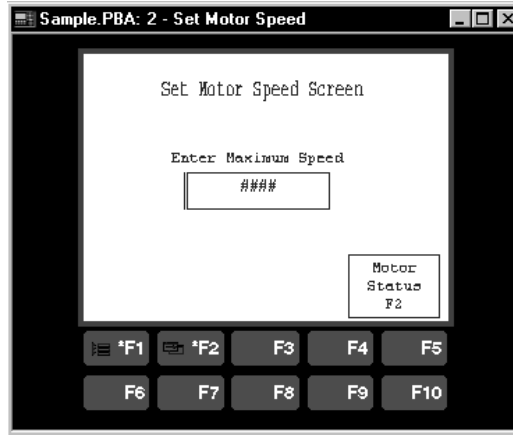 Sample.PBA: 2 - Set Motor Speed
Set Motor Speed Screen
Enter Maximum Speed
####
Motor
Status
F2
*F1 *F2 F3 F4 F5
F6 F7 F8 F9 F10